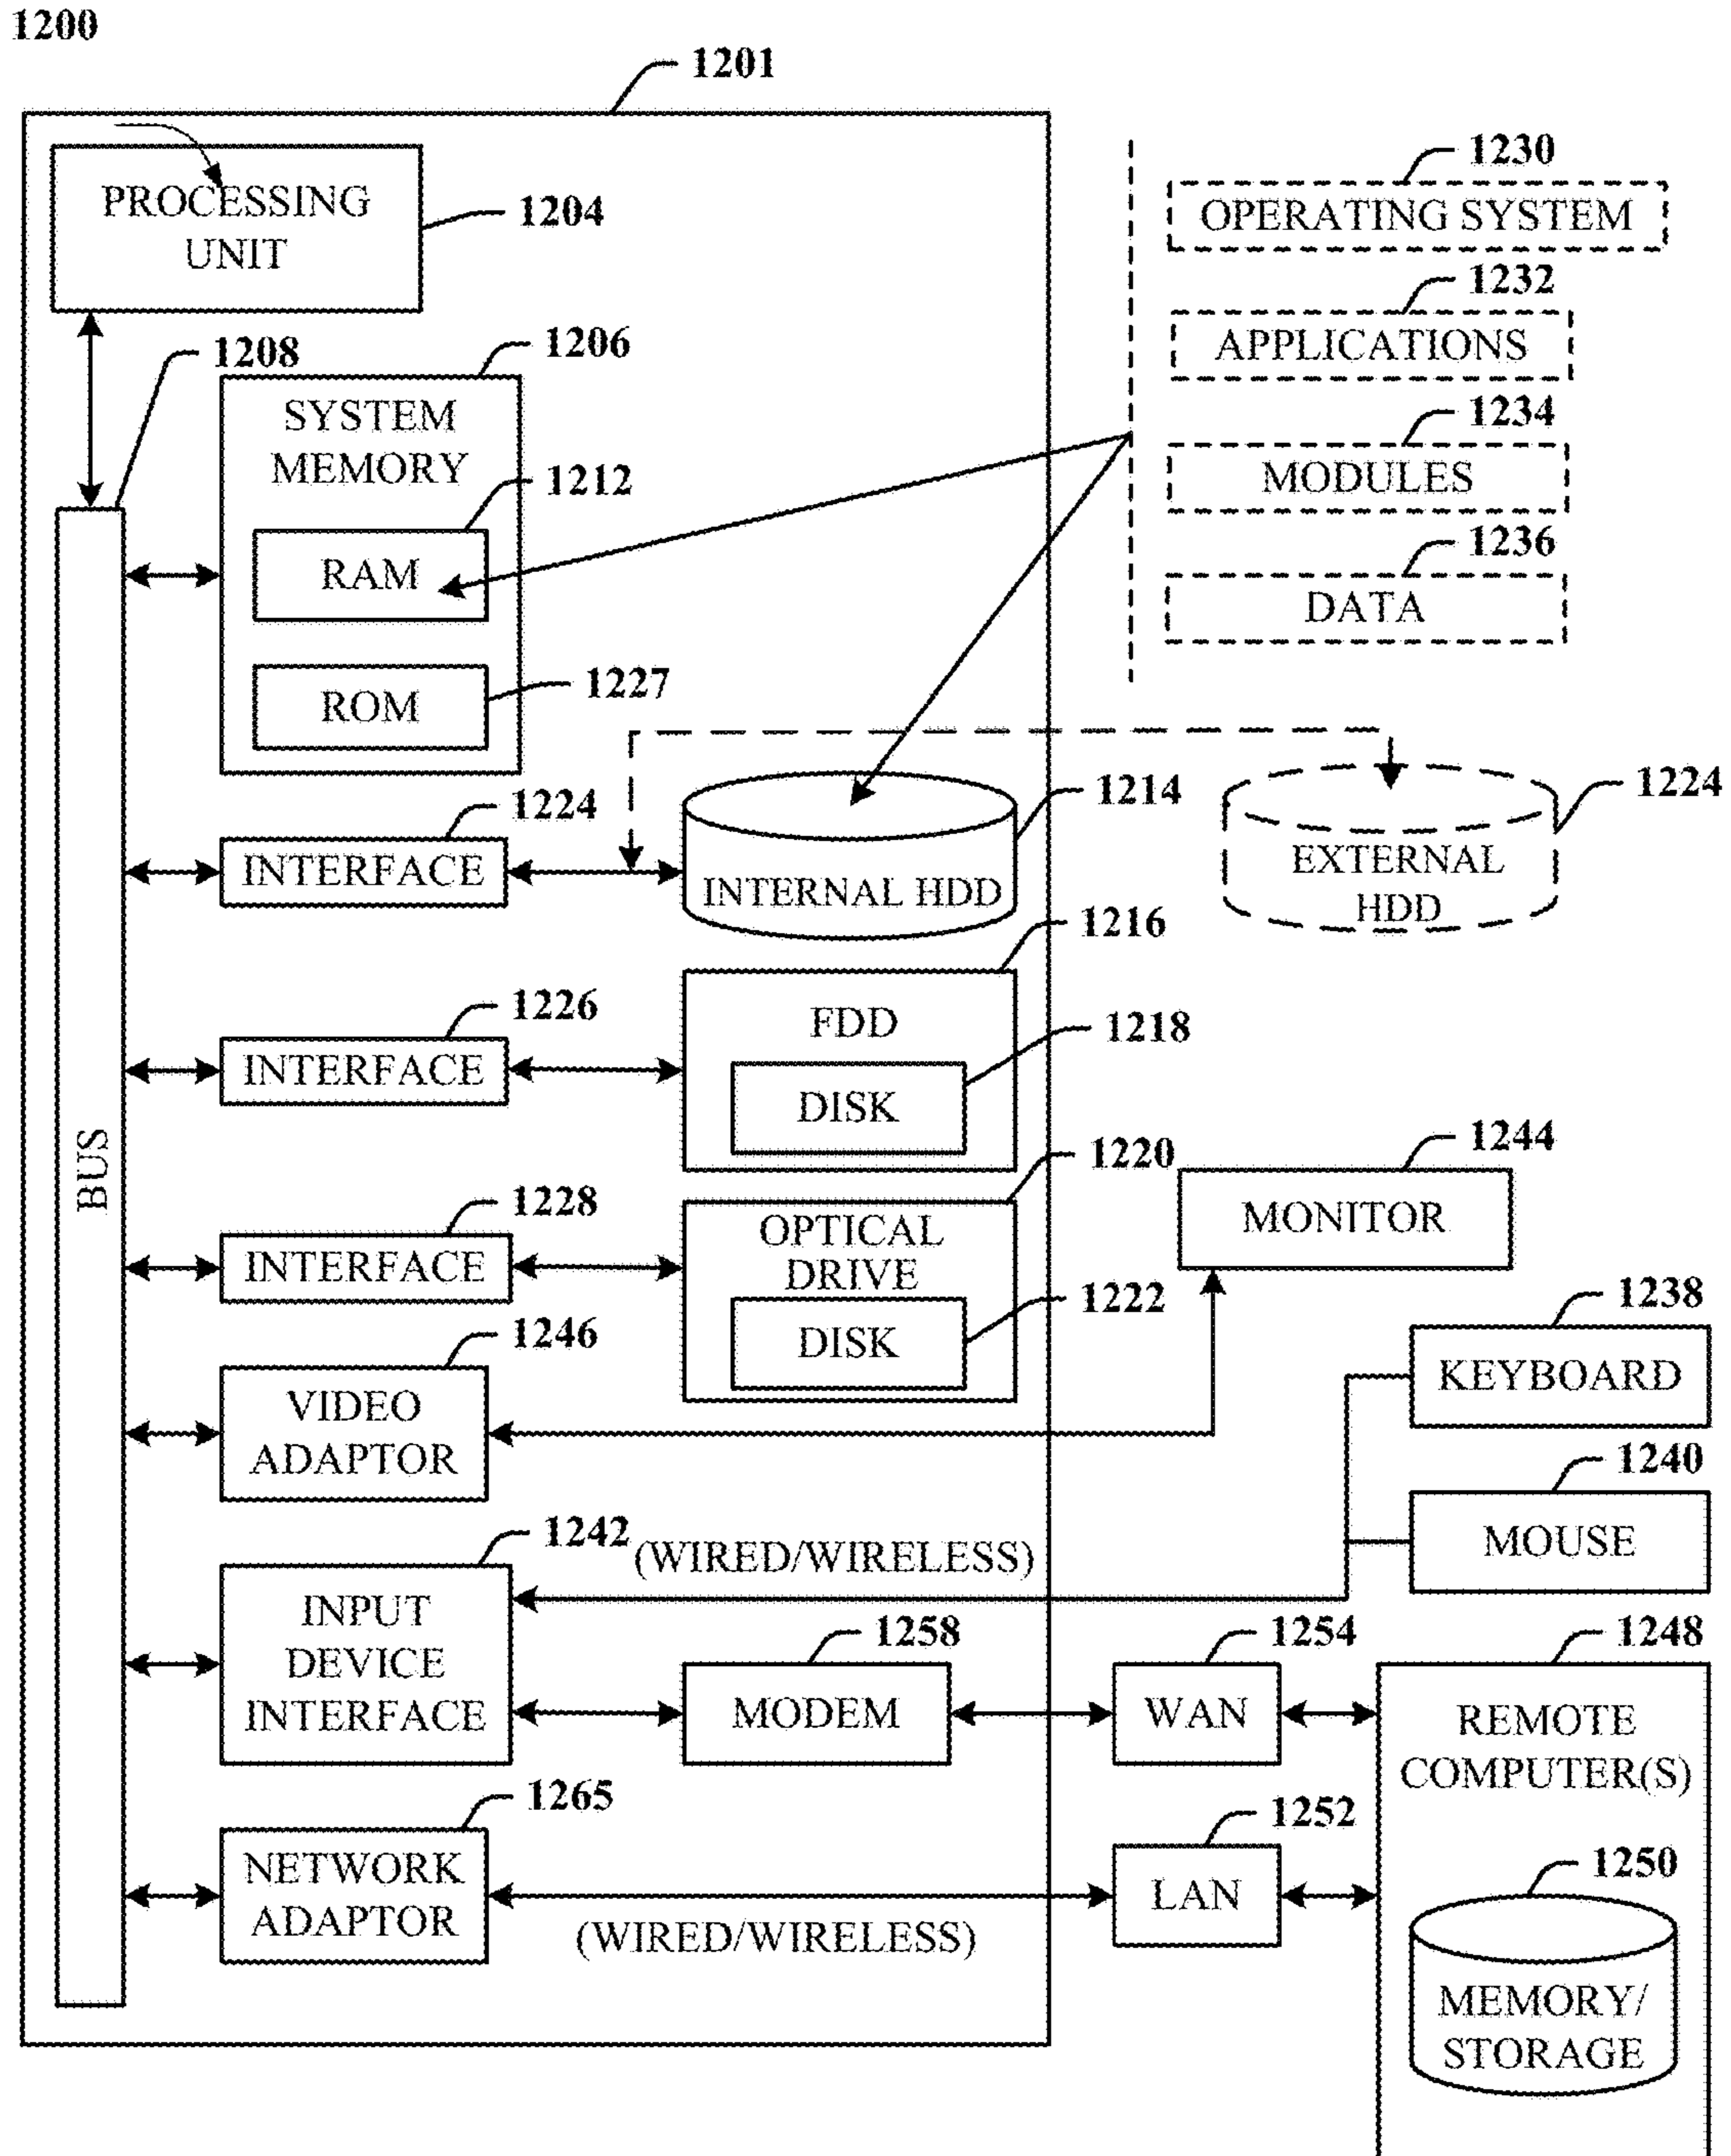 1200
1201
PROCESSING
UNIT
1204
1230
OPERATING SYSTEM
1232
APPLICATIONS
1234
MODULES
1236
DATA
1208
1206
SYSTEM
MEMORY
1212
RAM
1227
ROM
BUS
1224
INTERFACE
1214
INTERNAL HDD
1224
EXTERNAL
HDD
1226
INTERFACE
1216
FDD
1218
DISK
1228
INTERFACE
1220
OPTICAL
DRIVE
1222
DISK
1244
MONITOR
1246
VIDEO
ADAPTOR
1238
KEYBOARD
1240
MOUSE
1242
(WIRED/WIRELESS)
INPUT
DEVICE
INTERFACE
1258
MODEM
1254
WAN
1248
REMOTE
COMPUTER(S)
1265
NETWORK
ADAPTOR
(WIRED/WIRELESS)
1252
LAN
1250
MEMORY/
STORAGE